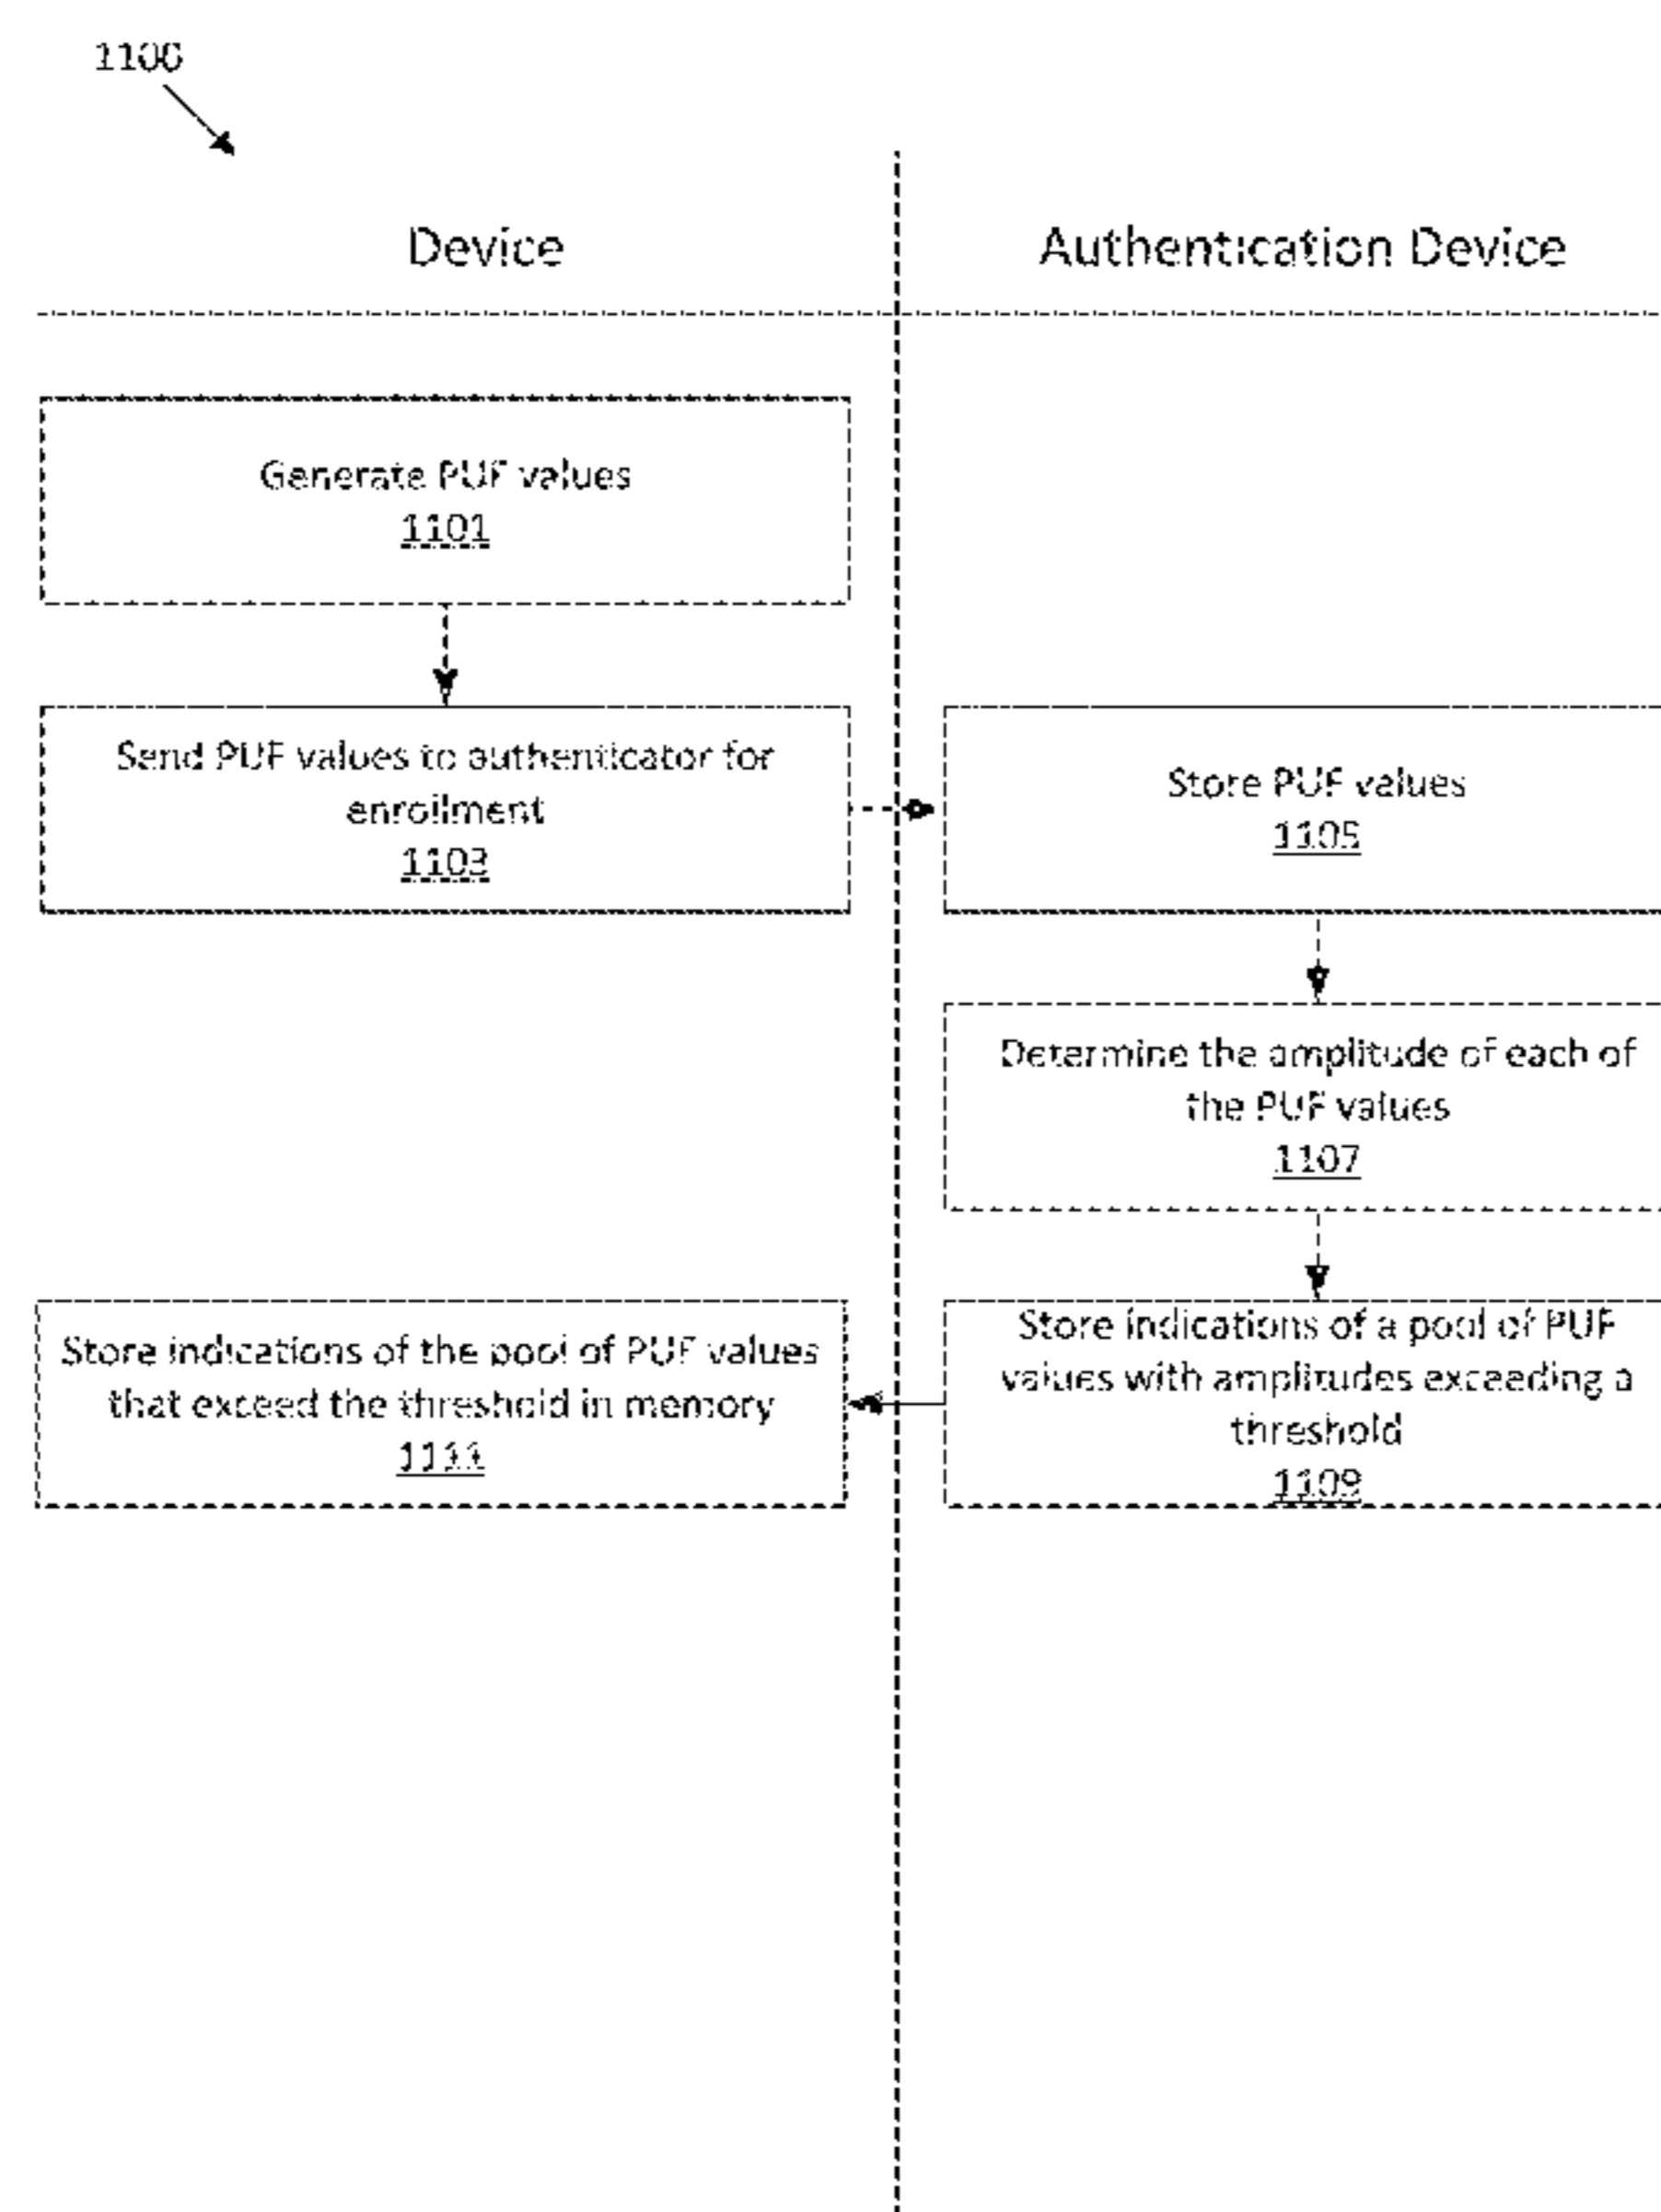 1100
Device
Authentication Device
Generate PUF values
1101
Send PUF values to authenticator for
enrollment
1103
Store PUF values
1105
Determine the amplitude of each of
the PUF values
1107
Store indications of a pool of PUF
values with amplitudes exceeding a
threshold
1109
Store indications of the pool of PUF values
that exceed the threshold in memory
1111